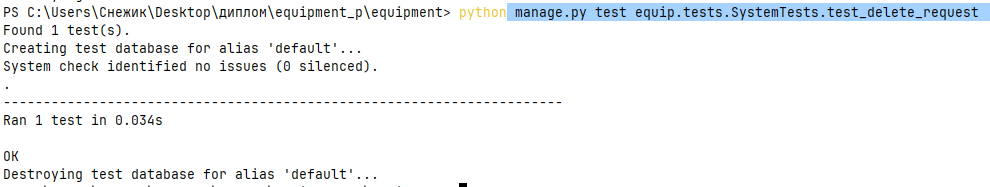 PS C:\Users\Снежик\Desktop\диплом\equipment_p\equipment> python manage.py test equip.tests.SystemTests.test_delete_request
Found 1 test(s).
Creating test database for alias 'default'...
System check identified no issues (0 silenced).
.
----------------------------------------------------------------------
Ran 1 test in 0.034s
OK
Destroying test database for alias 'default'...